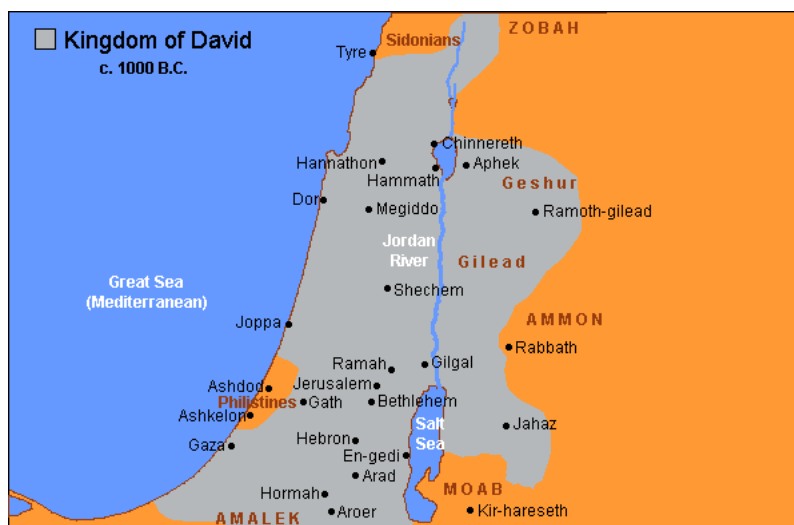 Kingdom of David
c. 1000 B.C.
ZOBAH
Sidonians
Tyre
Chinnereth
Hannathon
Aphek
Hammath
Geshur
Dor
Megiddo
Ramoth-gilead
Jordan
River
Gilead
Great Sea
(Mediterranean)
Shechem
Joppa
AMMON
Rabbath
Ramah
Gilgal
Ashdod
Jerusalem
Philistines
Gath
Bethlehem
Ashkelon
Salt
Sea
Jahaz
Gaza
Hebron
En-gedi
Arad
MOAB
Hormah
AMALEK
Aroer
Kir-hareseth